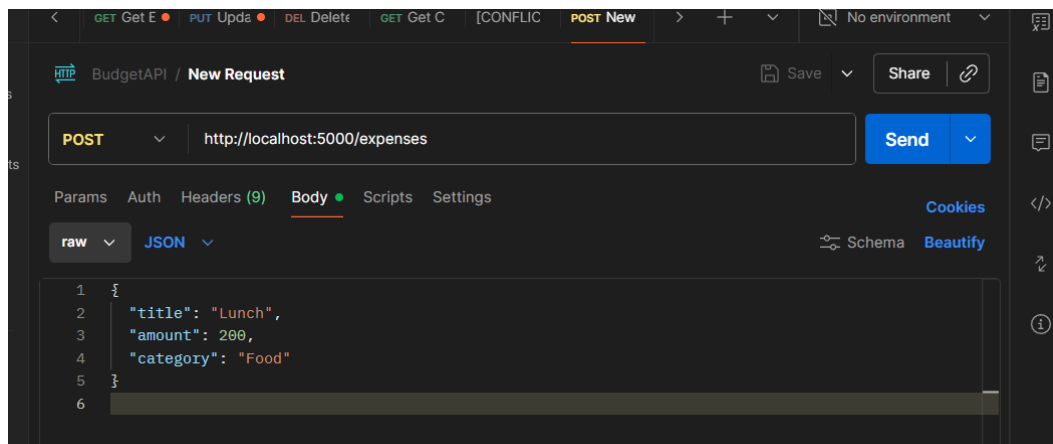 GET Get E PUT Upda DEL Delete GET Get C [CONFLIC POST New No environment
HTTP BudgetAPI / New Request Save Share
s
POST http://localhost:5000/expenses Send
ts
Params Auth Headers (9) Body Scripts Settings
Cookies
raw JSON Schema Beautify
1 {
2 "title": "Lunch",
3 "amount": 200,
4 "category": "Food"
5 }
6